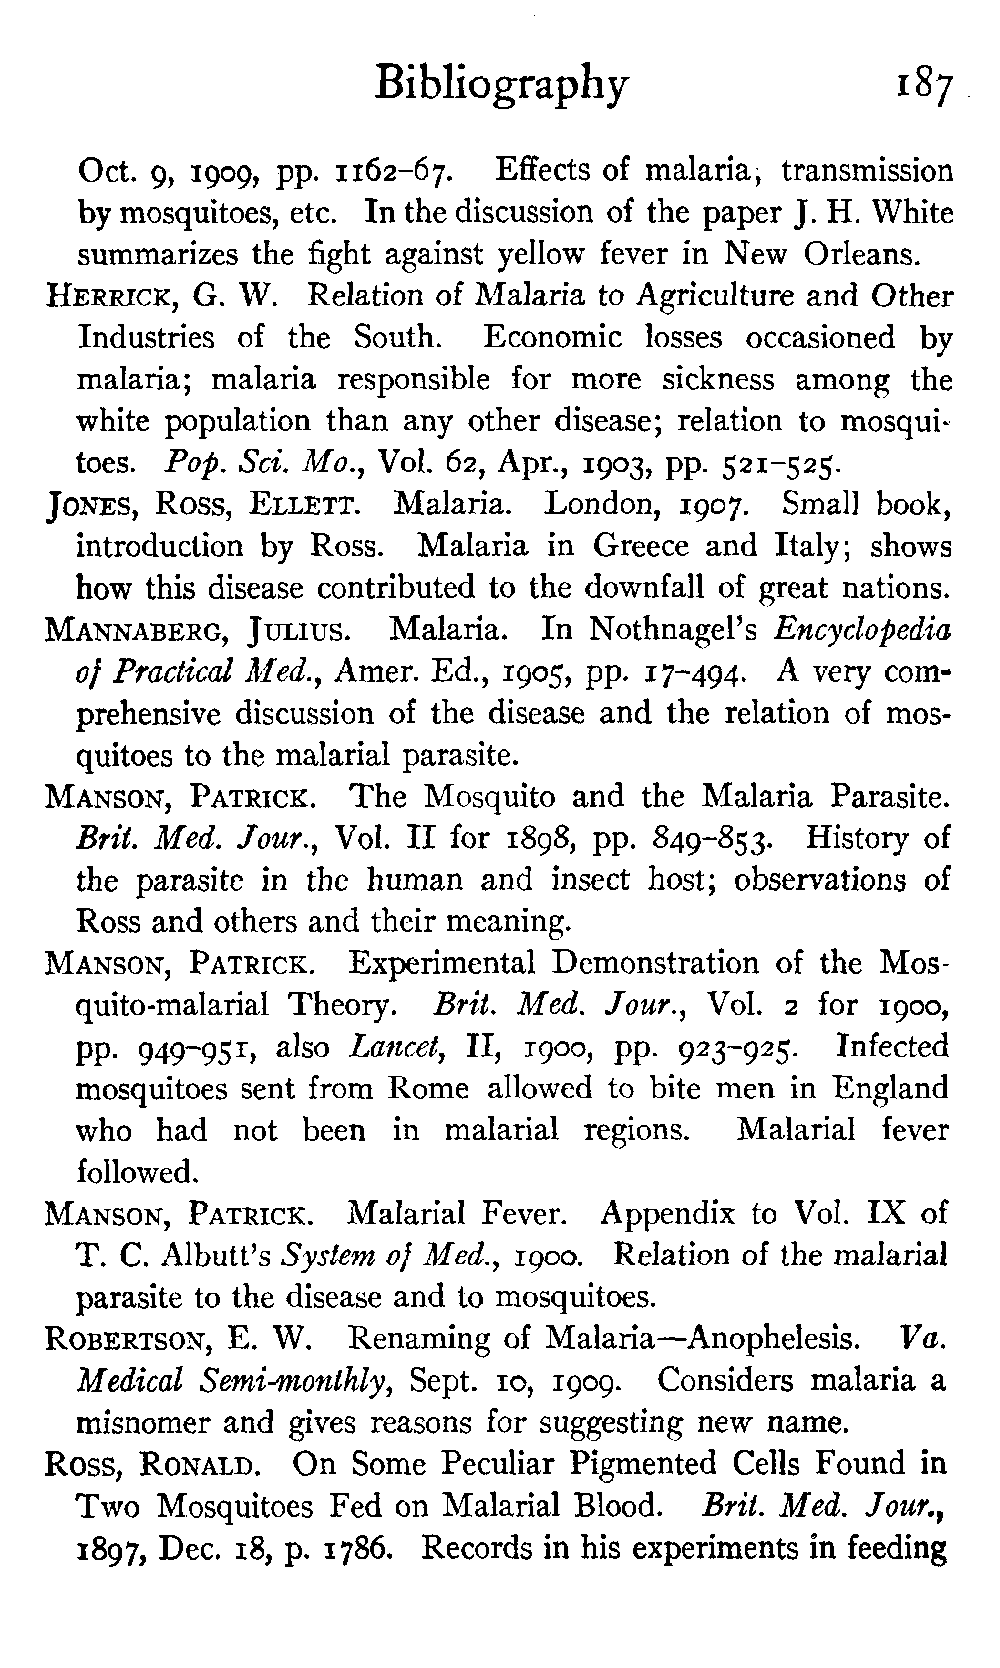 Bibliography 187
Oct. 9, 1909, pp. 1162–67. Effects of malaria, transmission
by mosquitoes, etc. In the discussion of the paper J. H. White
summarizes the fight against yellow fever in New Orleans.
HERRICK, G. W. Relation of Malaria to Agriculture and Other
Industries of the South. Economic losses occasioned by
malaria; malaria responsible for more sickness among the
white population than any other disease; relation to mosqui-
toes. Pop. Sci. Mo., Vol. 62, Apr., 1903, pp. 521–525.
JONES, ROSS, ELLETT. Malaria. London, 1907. Small book,
introduction by Ross. Malaria in Greece and Italy; shows
how this disease contributed to the downfall of great nations.
MANNABERG, JULIUS. Malaria. In Nothnagel's Encyclopedia
of Practical Med., Amer. Ed., 1905, pp. 17–494. A very com-
prehensive discussion of the disease and the relation of mos-
quitoes to the malarial parasite.
MANSON, PATRICK. The Mosquito and the Malaria Parasite.
Brit. Med. Jour., Vol. II for 1898, pp. 849–853. History of
the parasite in the human and insect host; observations of
Ross and others and their meaning.
MANSON, PATRICK. Experimental Demonstration of the Mos-
quito-malarial Theory. Brit. Med. Jour., Vol. 2 for 1900,
pp. 949–951, also Lancet, II, 1900, pp. 923–925. Infected
mosquitoes sent from Rome allowed to bite men in England
who had not been in malarial regions. Malarial fever
followed.
MANSON, PATRICK. Malarial Fever. Appendix to Vol. IX of
T. C. Albutt's System of Med., 1900. Relation of the malarial
parasite to the disease and to mosquitoes.
ROBERTSON, E. W. Renaming of Malaria—Anophelesis. Va.
Medical Semi-monthly, Sept. 10, 1909. Considers malaria a
misnomer and gives reasons for suggesting new name.
ROSS, RONALD. On Some Peculiar Pigmented Cells Found in
Two Mosquitoes Fed on Malarial Blood. Brit. Med. Jour.,
1897, Dec. 18, p. 1786. Records in his experiments in feeding